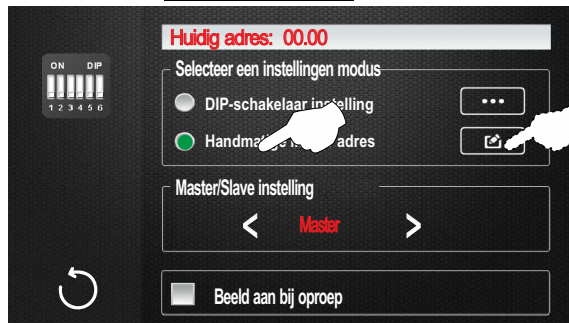 Huidig adres: 00.00
ON DIP
1 2 3 4 5 6
Selecteer een instellingen modus
DIP-schakelaar instelling
adres
Master/Slave instelling
< Master >
Beeld aan bij oproep